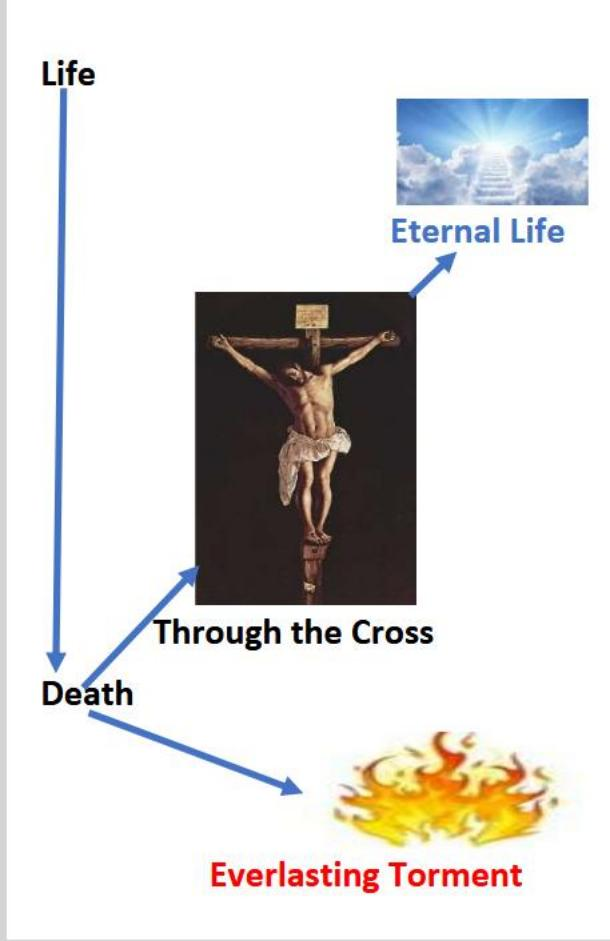 Life
Eternal Life
Through the Cross
Death
Everlasting Torment